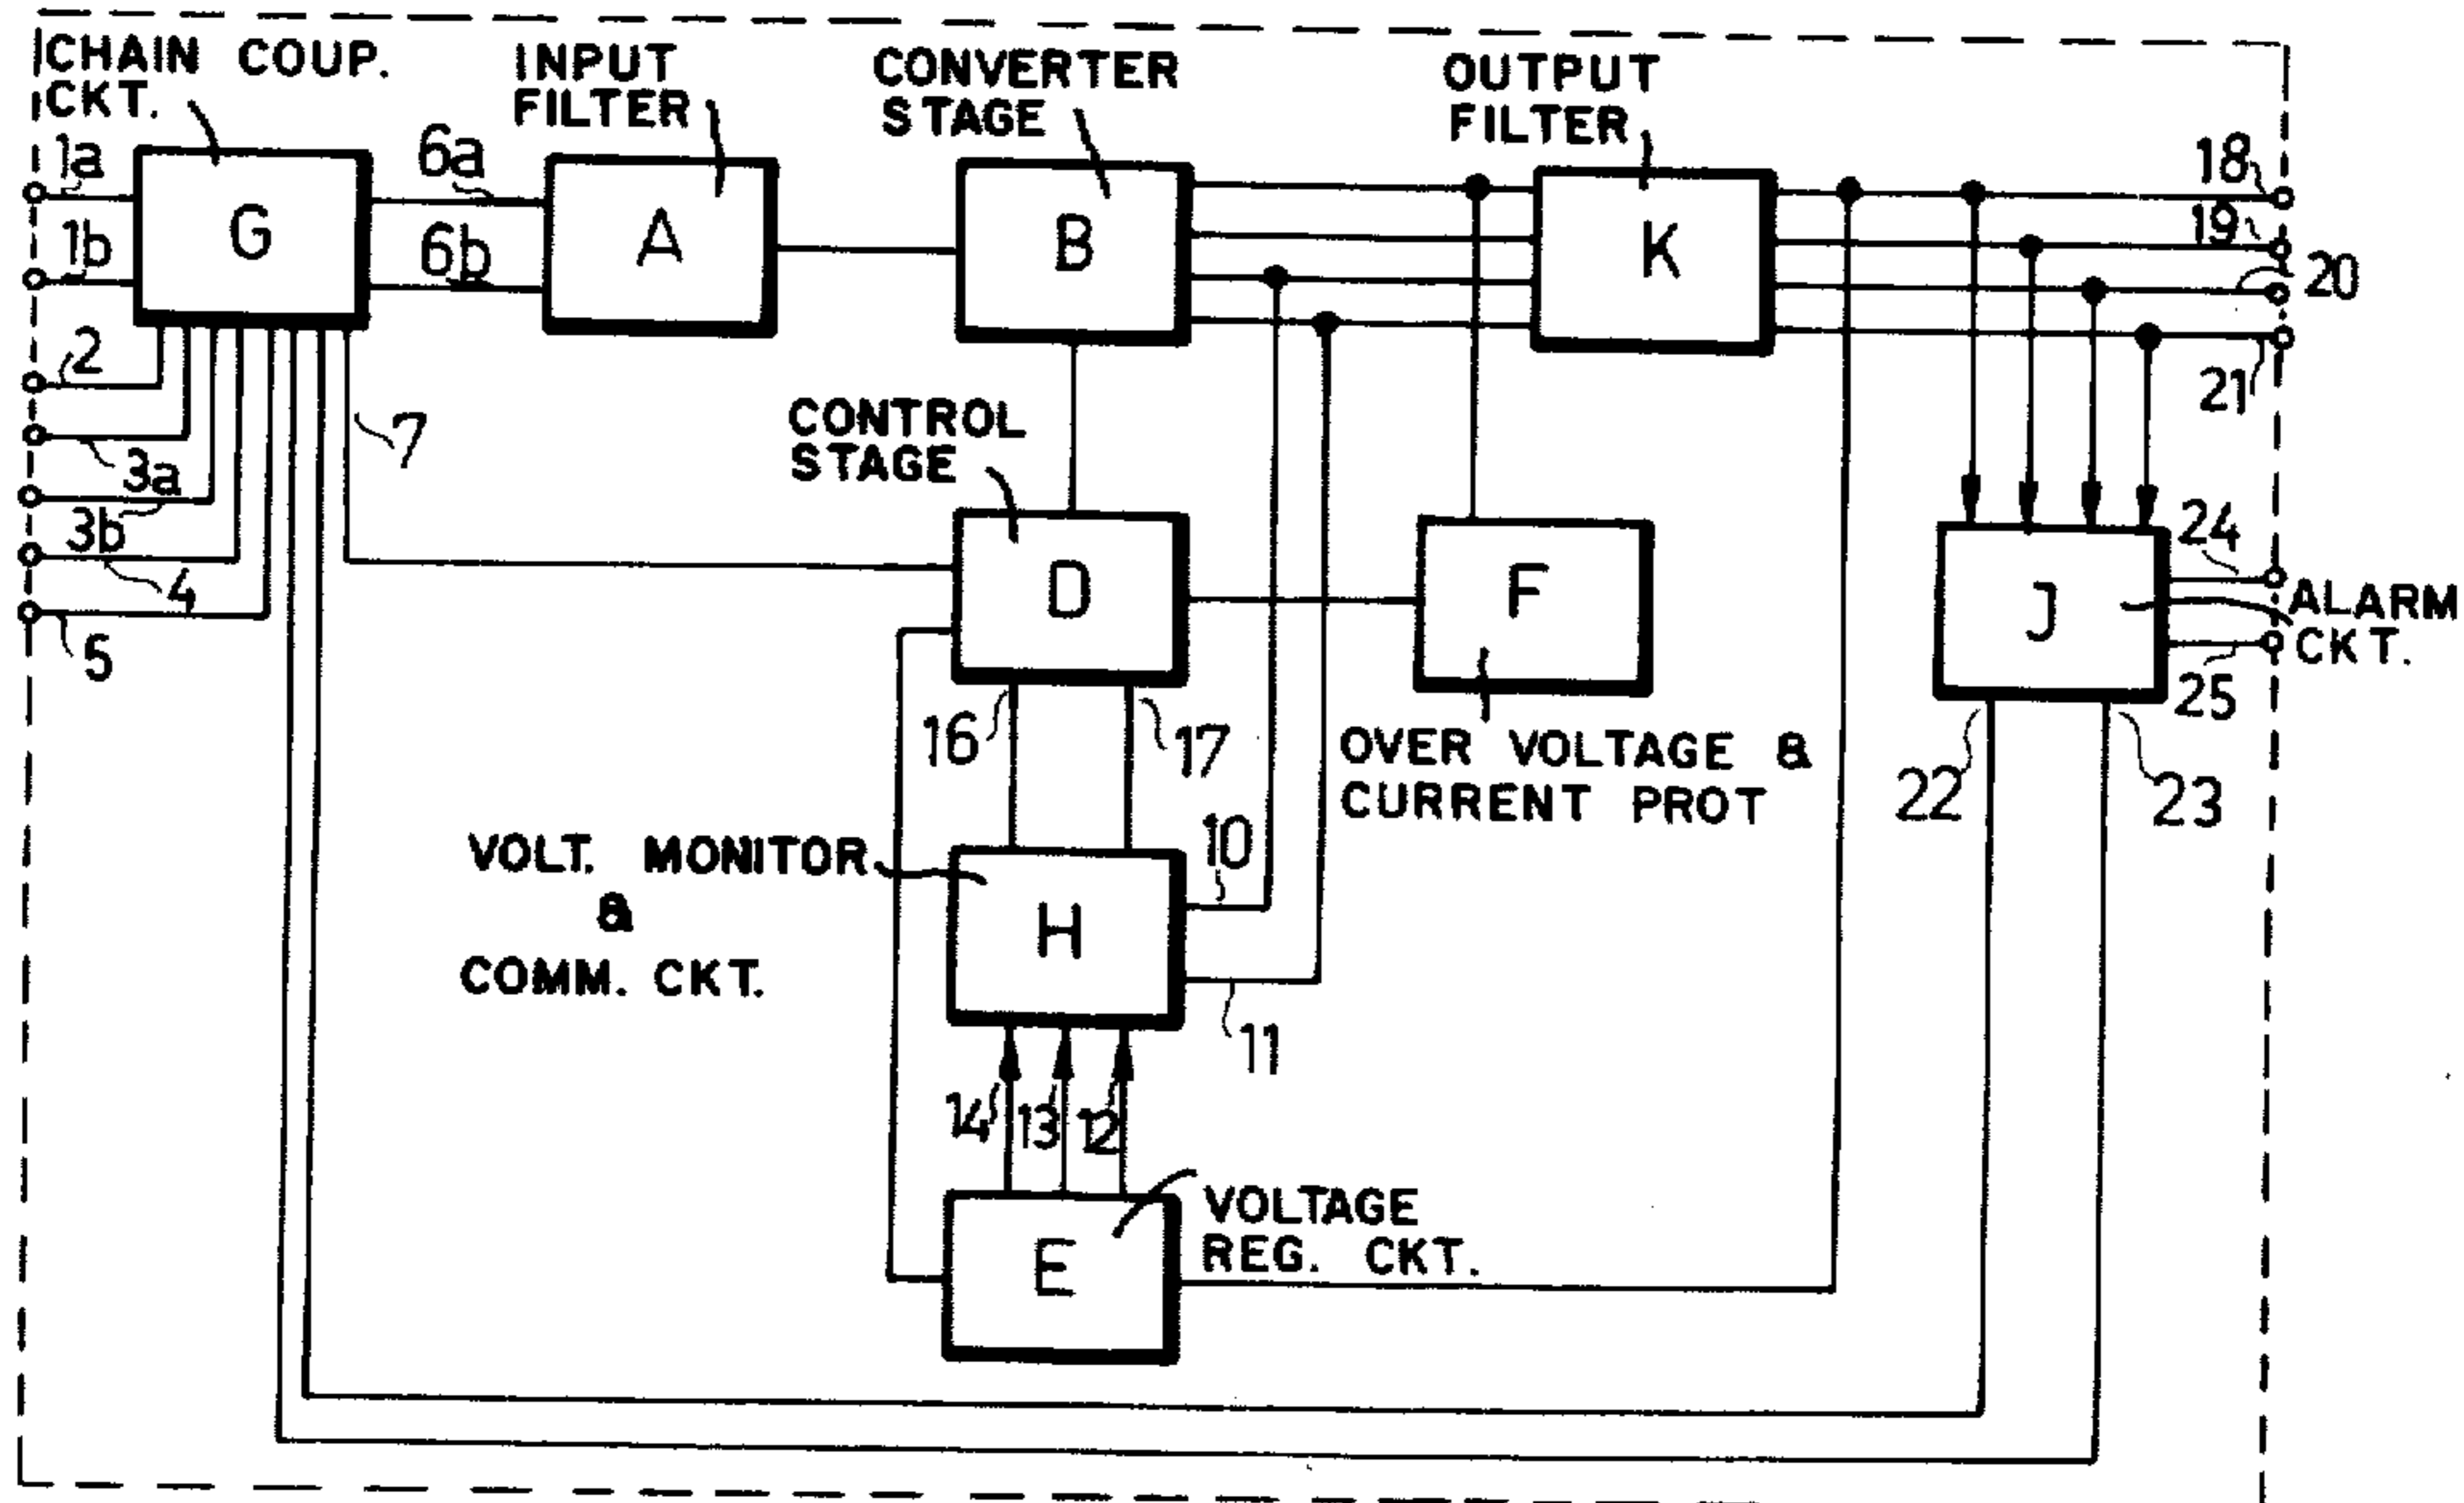 CHAIN COUP.
CKT.
INPUT
FILTER
CONVERTER
STAGE
OUTPUT
FILTER
1a
1b
G
6a
6b
A
B
K
18
19
20
21
2
3a
3b
4
5
7
CONTROL
STAGE
D
F
J
24
25
ALARM
CKT.
16
17
OVER VOLTAGE &
CURRENT PROT
22
23
VOLT. MONITOR
&
COMM. CKT.
H
10
11
14
13
12
E
VOLTAGE
REG. CKT.